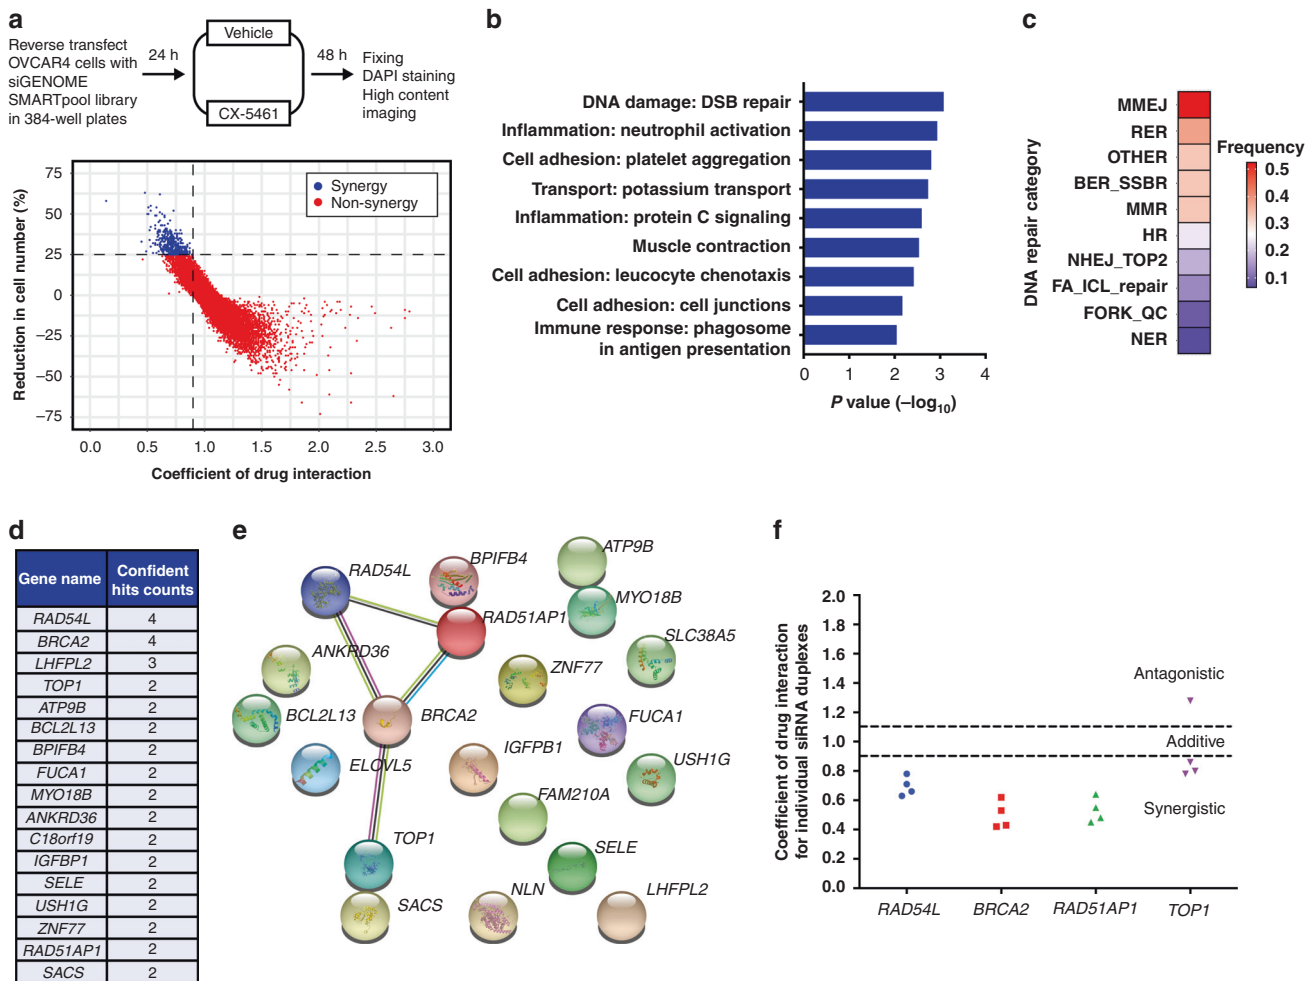 a
Reverse transfect
OVCAR4 cells with
siGENOME
SMARTpool library
in 384-well plates
24 h
Vehicle
CX-5461
48 h
Fixing
DAPI staining
High content
imaging
Reduction in cell number (%)
75
50
25
0
−25
−50
−75
Synergy
Non-synergy
0.0 0.5 1.0 1.5 2.0 2.5 3.0
Coefficient of drug interaction
b
DNA damage: DSB repair
Inflammation: neutrophil activation
Cell adhesion: platelet aggregation
Transport: potassium transport
Inflammation: protein C signaling
Muscle contraction
Cell adhesion: leucocyte chenotaxis
Cell adhesion: cell junctions
Immune response: phagosome
in antigen presentation
0 1 2 3 4
P value (−log10)
c
DNA repair category
MMEJ
RER
OTHER
BER_SSBR
MMR
HR
NHEJ_TOP2
FA_ICL_repair
FORK_QC
NER
Frequency
0.5
0.4
0.3
0.2
0.1
d
Gene name Confident
hits counts
RAD54L 4
BRCA2 4
LHFPL2 3
TOP1 2
ATP9B 2
BCL2L13 2
BPIFB4 2
FUCA1 2
MYO18B 2
ANKRD36 2
C18orf19 2
IGFBP1 2
SELE 2
USH1G 2
ZNF77 2
RAD51AP1 2
SACS 2
e
RAD54L
BPIFB4
ATP9B
RAD51AP1
MYO18B
ANKRD36
ZNF77
SLC38A5
BCL2L13
BRCA2
FUCA1
ELOVL5
IGFPB1
USH1G
FAM210A
TOP1
SELE
SACS
NLN
LHFPL2
f
Coefficient of drug interaction
for individual siRNA duplexes
2.0
1.8
1.6
1.4
1.2
1.0
0.8
0.6
0.4
0.2
0.0
Antagonistic
Additive
Synergistic
RAD54L BRCA2 RAD51AP1 TOP1